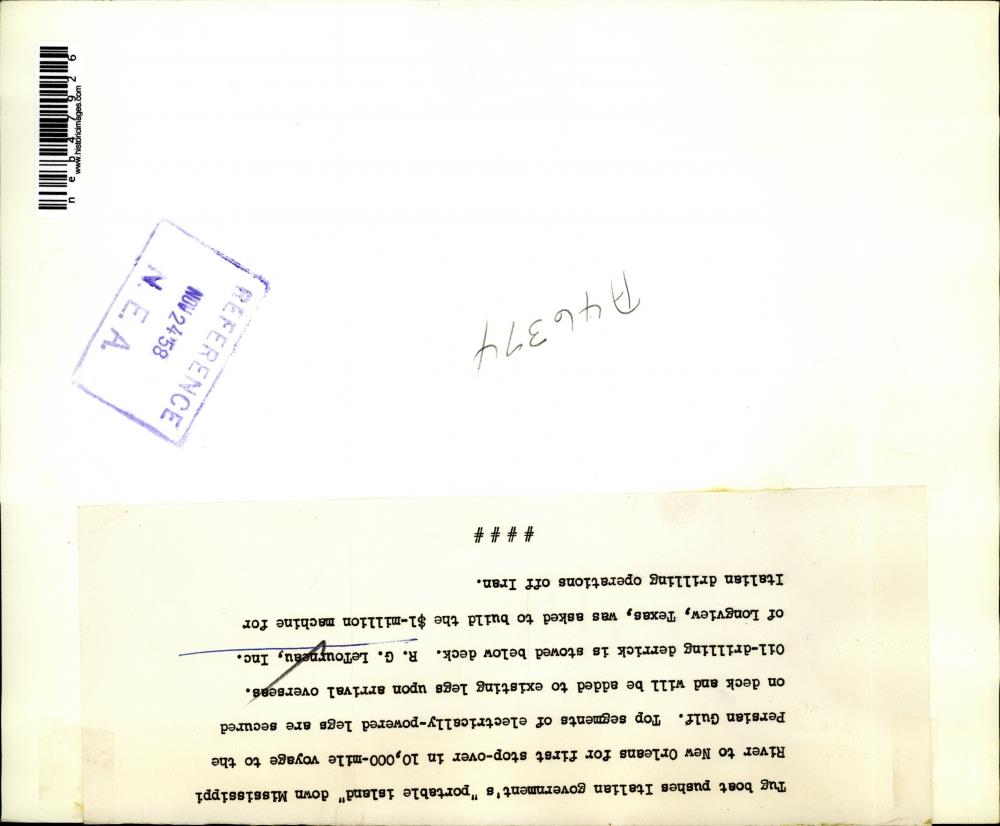 Tug boat pushes Italian government's "portable island" down Mississippi
River to New Orleans for first stop-over in 10,000-mile voyage to the
Persian Gulf. Top segments of electrically-powered legs are secured
on deck and will be added to existing legs upon arrival overseas.
Oil-drilling derrick is stowed below deck. R. G. LeTourneau, Inc.
of Longview, Texas, was asked to build the $1-million machine for
Italian drilling operations off Iran.
####
A46374
REFERENCE
NOV 24 '58
N. E. A.
neb47926
www.historicimages.com